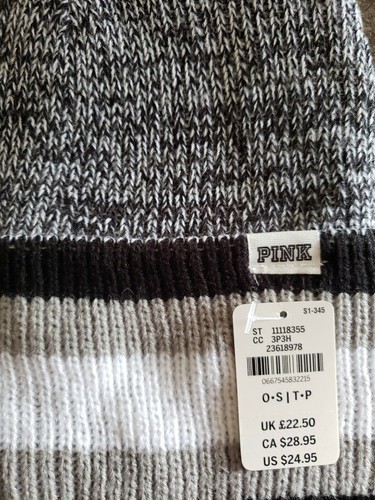 PINK
S1-345
ST 11118355
CC 3P3H
23618978
0667545832215
O•S | T•P
UK £22.50
CA $28.95
US $24.95